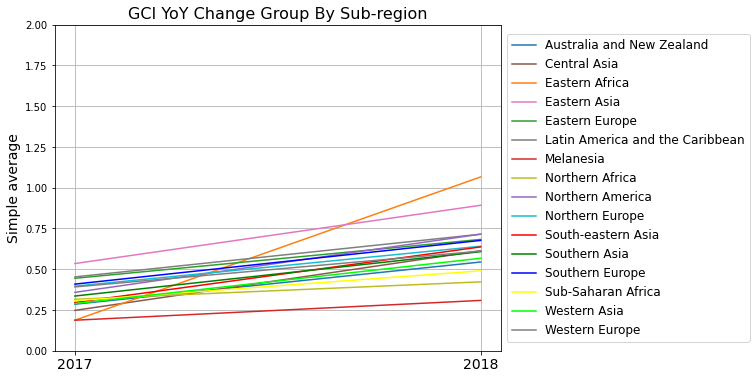 GCI YoY Change Group By Sub-region
Simple average
2.00
1.75
1.50
1.25
1.00
0.75
0.50
0.25
0.00
2017
2018
Australia and New Zealand
Central Asia
Eastern Africa
Eastern Asia
Eastern Europe
Latin America and the Caribbean
Melanesia
Northern Africa
Northern America
Northern Europe
South-eastern Asia
Southern Asia
Southern Europe
Sub-Saharan Africa
Western Asia
Western Europe